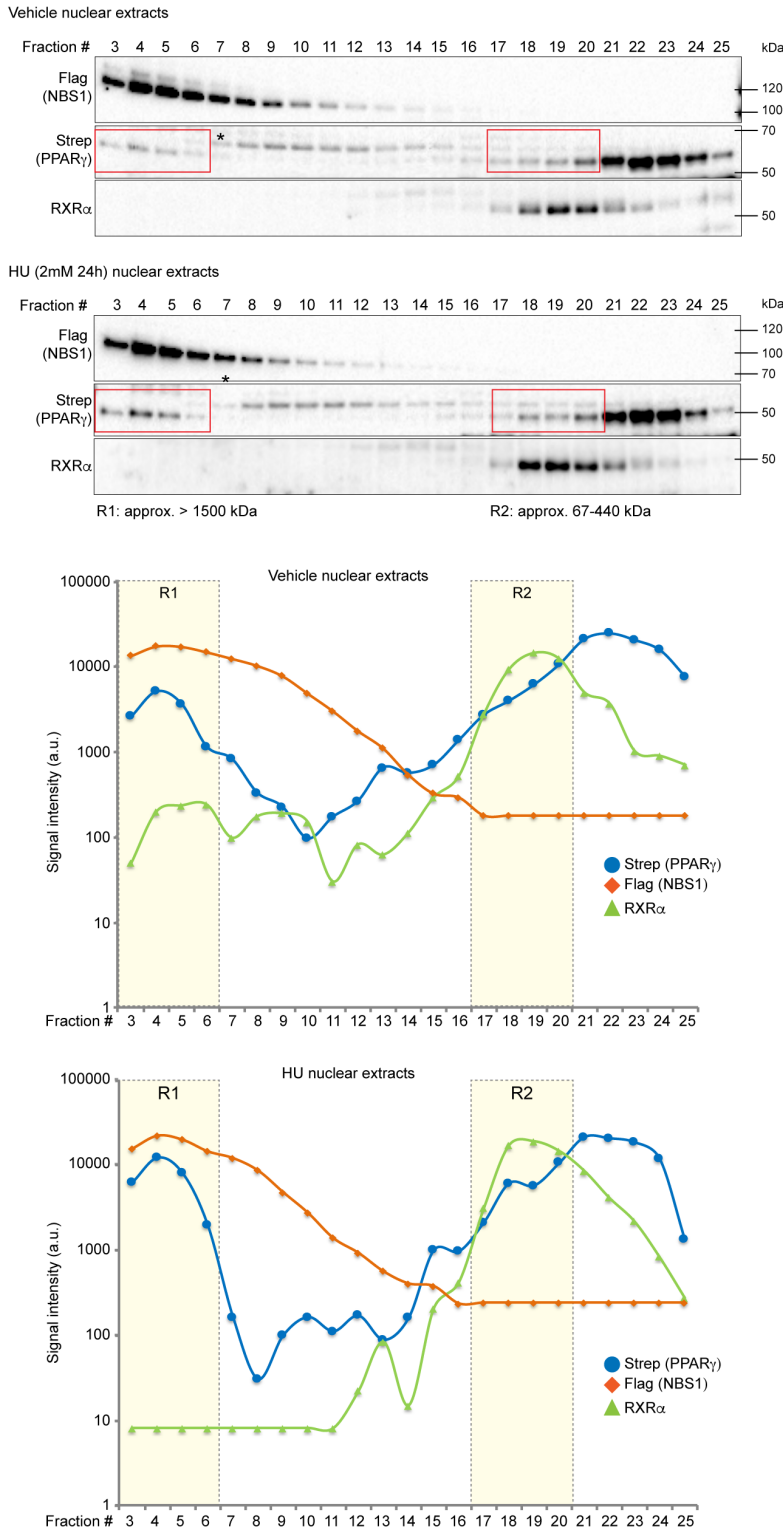 Vehicle nuclear extracts
Fraction # 3 4 5 6 7 8 9 10 11 12 13 14 15 16 17 18 19 20 21 22 23 24 25 kDa
Flag
(NBS1)
120
100
*
Strep
(PPARγ)
70
50
RXRα
50
HU (2mM 24h) nuclear extracts
Fraction # 3 4 5 6 7 8 9 10 11 12 13 14 15 16 17 18 19 20 21 22 23 24 25 kDa
Flag
(NBS1)
120
100
70
*
Strep
(PPARγ)
50
RXRα
50
R1: approx. > 1500 kDa R2: approx. 67-440 kDa
Vehicle nuclear extracts
R1 R2
100000
10000
1000
100
10
1
Signal intensity (a.u.)
Strep (PPARγ)
Flag (NBS1)
RXRα
Fraction # 3 4 5 6 7 8 9 10 11 12 13 14 15 16 17 18 19 20 21 22 23 24 25
HU nuclear extracts
R1 R2
100000
10000
1000
100
10
1
Signal intensity (a.u.)
Strep (PPARγ)
Flag (NBS1)
RXRα
Fraction # 3 4 5 6 7 8 9 10 11 12 13 14 15 16 17 18 19 20 21 22 23 24 25